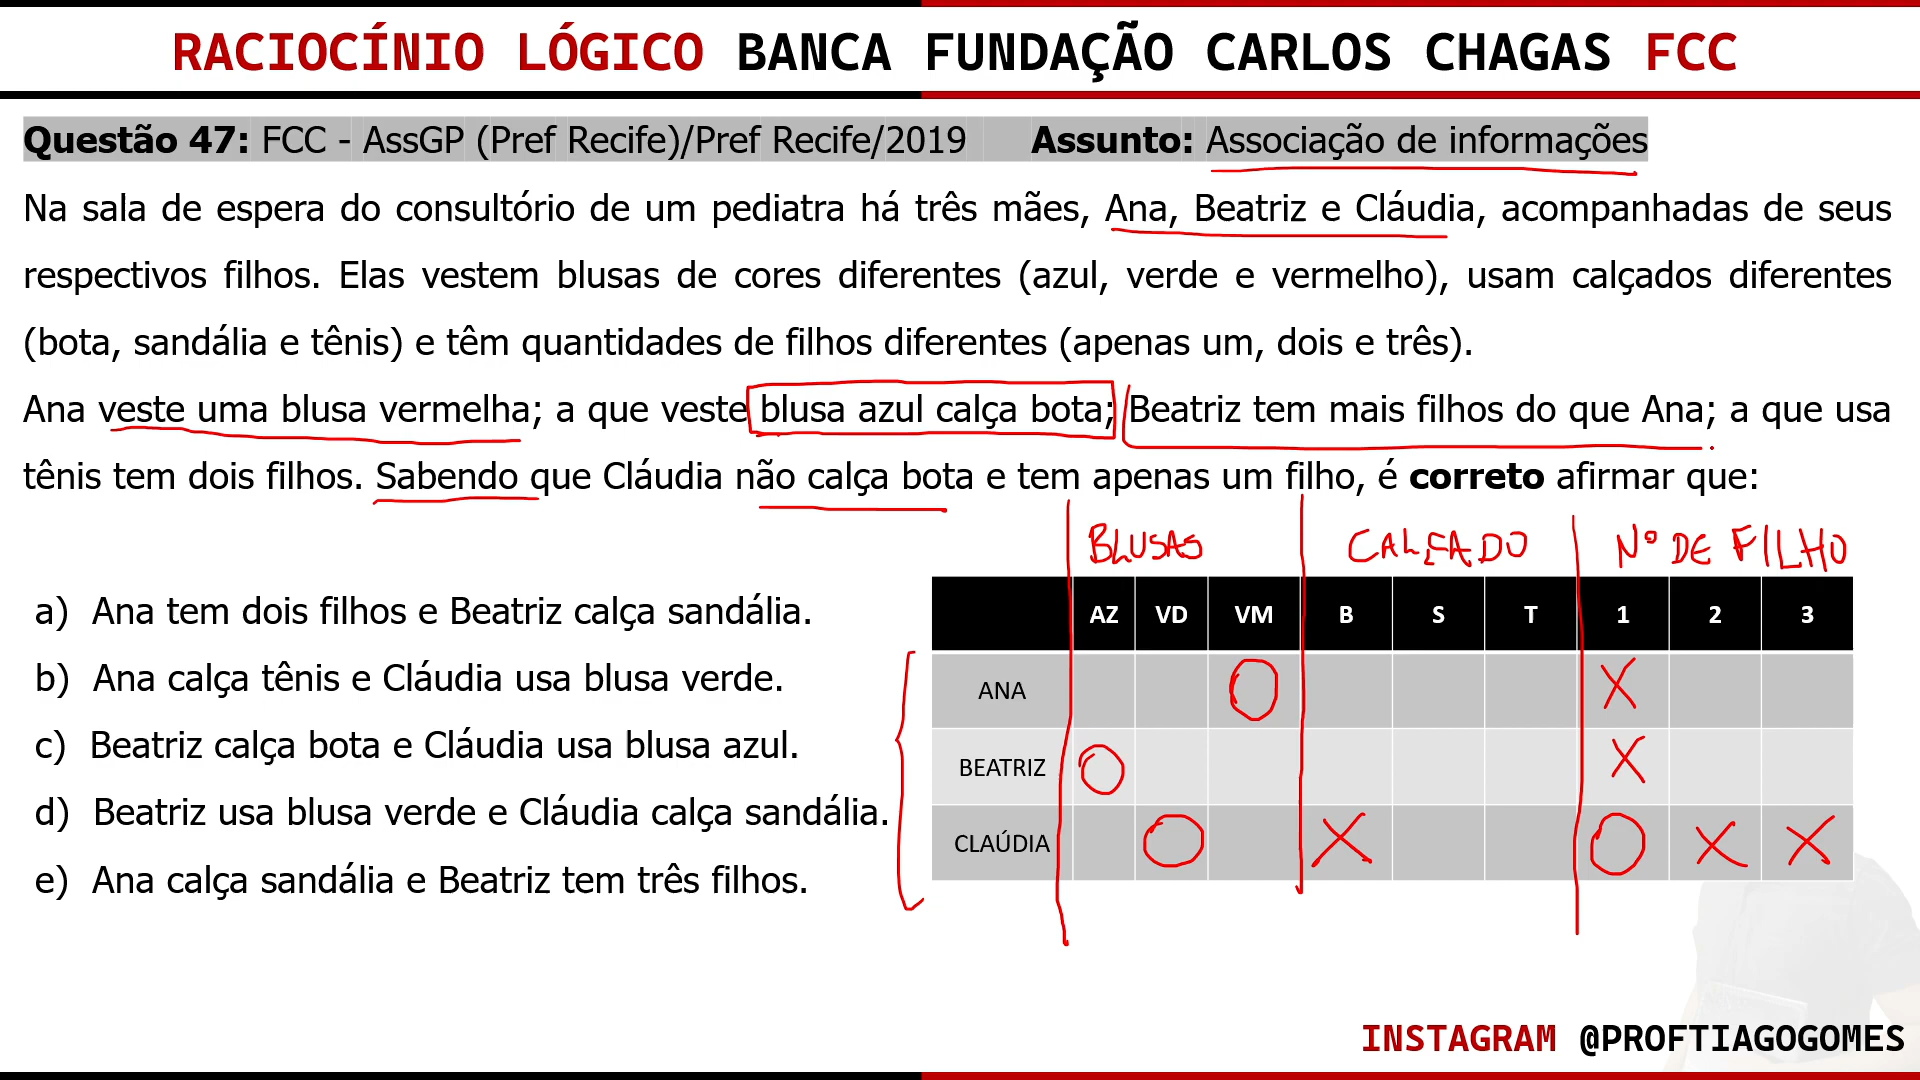 RACIOCÍNIO LÓGICO BANCA FUNDAÇÃO CARLOS CHAGAS FCC
Questão 47: FCC - AssGP (Pref Recife)/Pref Recife/2019 Assunto: Associação de informações
Na sala de espera do consultório de um pediatra há três mães, Ana, Beatriz e Cláudia, acompanhadas de seus
respectivos filhos. Elas vestem blusas de cores diferentes (azul, verde e vermelho), usam calçados diferentes
(bota, sandália e tênis) e têm quantidades de filhos diferentes (apenas um, dois e três).
Ana veste uma blusa vermelha; a que veste blusa azul calça bota; Beatriz tem mais filhos do que Ana; a que usa
tênis tem dois filhos. Sabendo que Cláudia não calça bota e tem apenas um filho, é correto afirmar que:
a) Ana tem dois filhos e Beatriz calça sandália.
b) Ana calça tênis e Cláudia usa blusa verde.
c) Beatriz calça bota e Cláudia usa blusa azul.
d) Beatriz usa blusa verde e Cláudia calça sandália.
e) Ana calça sandália e Beatriz tem três filhos.
BLUSAS CALÇADO Nº DE FILHO
AZ VD VM B S T 1 2 3
ANA O X
BEATRIZ O X
CLAÚDIA O X O X X
INSTAGRAM @PROFTIAGOGOMES